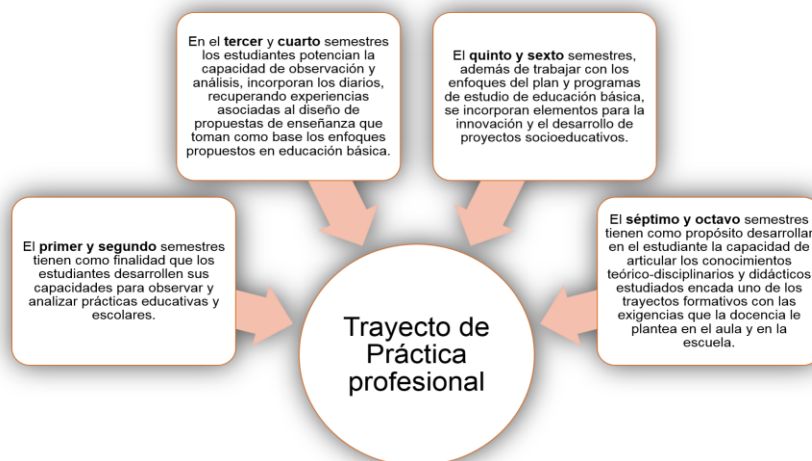 En el tercer y cuarto semestres
los estudiantes potencian la
capacidad de observación y
análisis, incorporan los diarios,
recuperando experiencias
asociadas al diseño de
propuestas de enseñanza que
toman como base los enfoques
propuestos en educación básica.
El quinto y sexto semestres,
además de trabajar con los
enfoques del plan y programas
de estudio de educación básica,
se incorporan elementos para la
innovación y el desarrollo de
proyectos socioeducativos.
El primer y segundo semestres
tienen como finalidad que los
estudiantes desarrollen sus
capacidades para observar y
analizar prácticas educativas y
escolares.
El séptimo y octavo semestres
tienen como propósito desarrollar
en el estudiante la capacidad de
articular los conocimientos
teórico-disciplinarios y didácticos
estudiados encada uno de los
trayectos formativos con las
exigencias que la docencia le
plantea en el aula y en la
escuela.
Trayecto de
Práctica
profesional